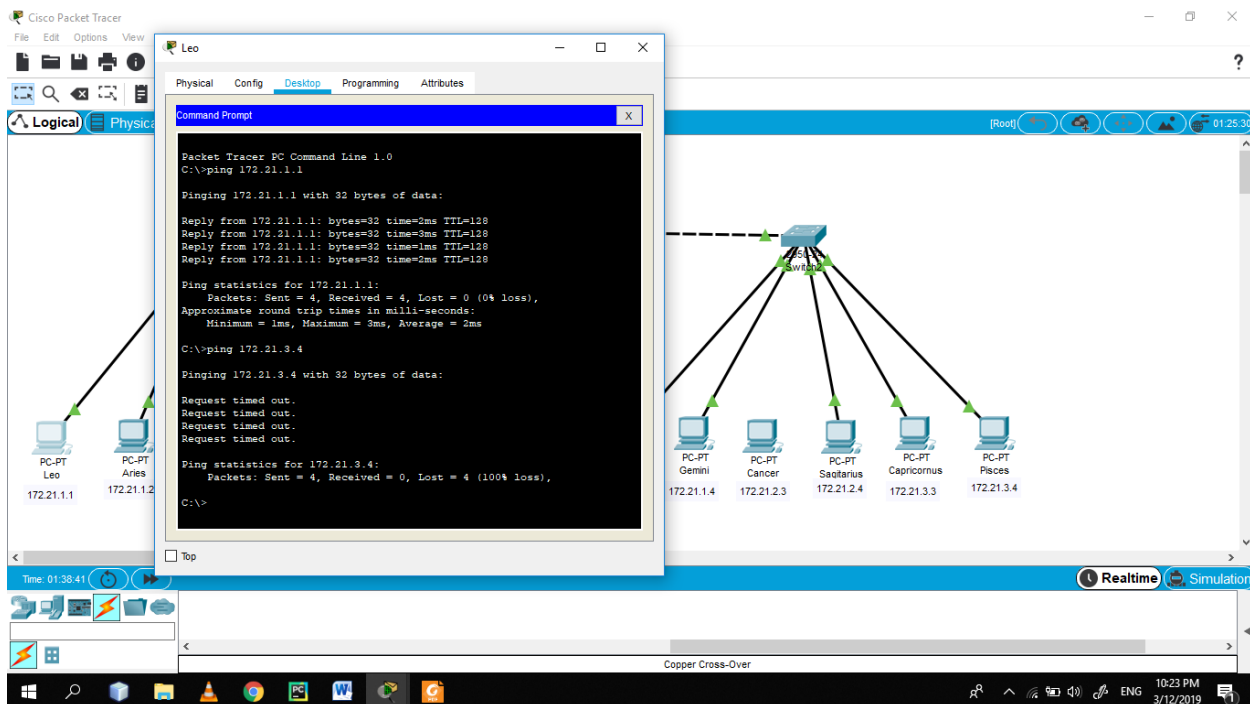 Cisco Packet Tracer
File Edit Options View
Leo
?
Physical Config Desktop Programming Attributes
Command Prompt
X
Logical
Physica
[Root]
01:25:30
Packet Tracer PC Command Line 1.0
C:\>ping 172.21.1.1
Pinging 172.21.1.1 with 32 bytes of data:
Reply from 172.21.1.1: bytes=32 time=2ms TTL=128
Reply from 172.21.1.1: bytes=32 time=3ms TTL=128
Reply from 172.21.1.1: bytes=32 time=1ms TTL=128
Reply from 172.21.1.1: bytes=32 time=2ms TTL=128
Ping statistics for 172.21.1.1:
Packets: Sent = 4, Received = 4, Lost = 0 (0% loss),
Approximate round trip times in milli-seconds:
Minimum = 1ms, Maximum = 3ms, Average = 2ms
C:\>ping 172.21.3.4
Pinging 172.21.3.4 with 32 bytes of data:
Request timed out.
Request timed out.
Request timed out.
Request timed out.
Ping statistics for 172.21.3.4:
Packets: Sent = 4, Received = 0, Lost = 4 (100% loss),
C:\>
Top
Switch2
PC-PT
Leo
172.21.1.1
PC-PT
Aries
172.21.1.2
PC-PT
Gemini
172.21.1.4
PC-PT
Cancer
172.21.2.3
PC-PT
Sagitarius
172.21.2.4
PC-PT
Capricornus
172.21.3.3
PC-PT
Pisces
172.21.3.4
Time: 01:38:41
Realtime
Simulation
Copper Cross-Over
ENG
10:23 PM
3/12/2019